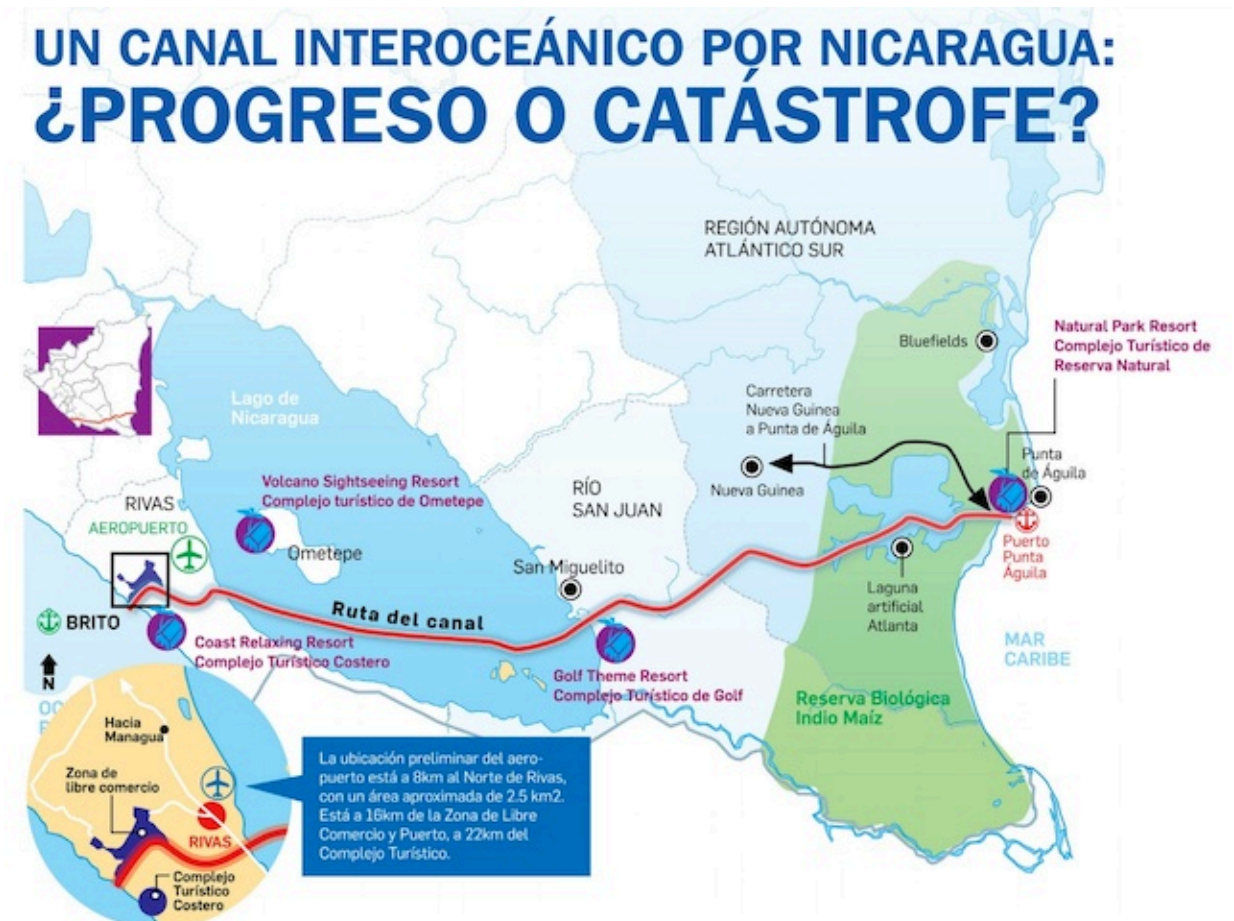 UN CANAL INTEROCEÁNICO POR NICARAGUA:
¿PROGRESO O CATÁSTROFE?
REGIÓN AUTÓNOMA
ATLÁNTICO SUR
Bluefields
Natural Park Resort
Complejo Turístico de
Reserva Natural
Lago de
Nicaragua
Carretera
Nueva Guinea
a Punta de Águila
Nueva Guinea
Punta
de Águila
Puerto
Punta
Águila
Volcano Sightseeing Resort
Complejo turístico de Ometepe
Ometepe
RÍO
SAN JUAN
San Miguelito
RIVAS
AEROPUERTO
BRITO
Ruta del canal
Coast Relaxing Resort
Complejo Turístico Costero
Golf Theme Resort
Complejo Turístico de Golf
Laguna
artificial
Atlanta
MAR
CARIBE
Reserva Biológica
Indio Maíz
N
OC
Hacia
Managua
Zona de
libre comercio
RIVAS
Complejo
Turístico
Costero
La ubicación preliminar del aero-
puerto está a 8km al Norte de Rivas,
con un área aproximada de 2.5 km2.
Está a 16km de la Zona de Libre
Comercio y Puerto, a 22km del
Complejo Turístico.